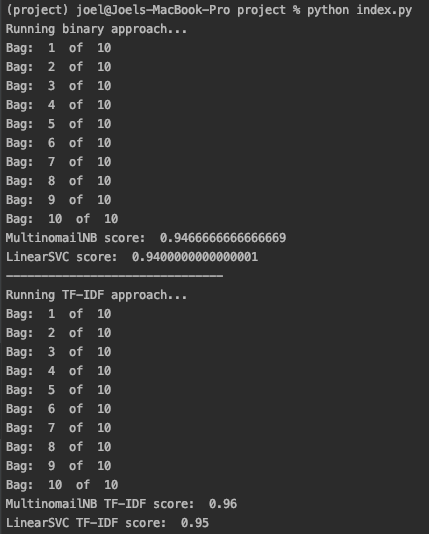 (project) joel@Joels-MacBook-Pro project % python index.py
Running binary approach...
Bag:  1  of  10
Bag:  2  of  10
Bag:  3  of  10
Bag:  4  of  10
Bag:  5  of  10
Bag:  6  of  10
Bag:  7  of  10
Bag:  8  of  10
Bag:  9  of  10
Bag:  10  of  10
MultinomailNB score:  0.9466666666666669
LinearSVC score:  0.9400000000000001
-------------------------------
Running TF-IDF approach...
Bag:  1  of  10
Bag:  2  of  10
Bag:  3  of  10
Bag:  4  of  10
Bag:  5  of  10
Bag:  6  of  10
Bag:  7  of  10
Bag:  8  of  10
Bag:  9  of  10
Bag:  10  of  10
MultinomailNB TF-IDF score:  0.96
LinearSVC TF-IDF score:  0.95